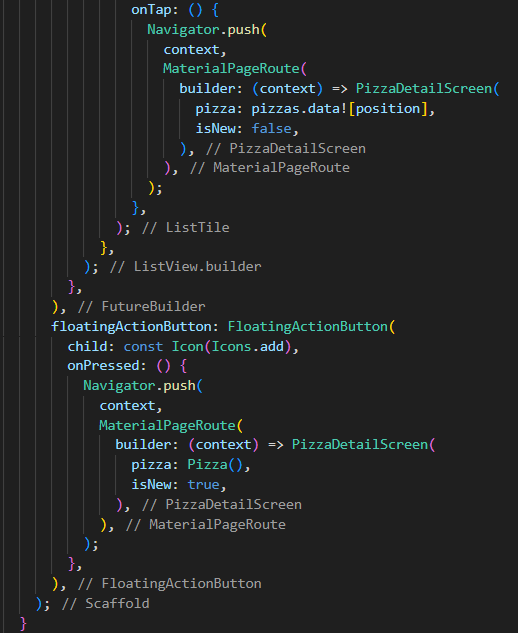 onTap: () {
Navigator.push(
context,
MaterialPageRoute(
builder: (context) => PizzaDetailScreen(
pizza: pizzas.data![position],
isNew: false,
), // PizzaDetailScreen
), // MaterialPageRoute
);
},
); // ListTile
},
); // ListView.builder
},
), // FutureBuilder
floatingActionButton: FloatingActionButton(
child: const Icon(Icons.add),
onPressed: () {
Navigator.push(
context,
MaterialPageRoute(
builder: (context) => PizzaDetailScreen(
pizza: Pizza(),
isNew: true,
), // PizzaDetailScreen
), // MaterialPageRoute
);
},
), // FloatingActionButton
); // Scaffold
}